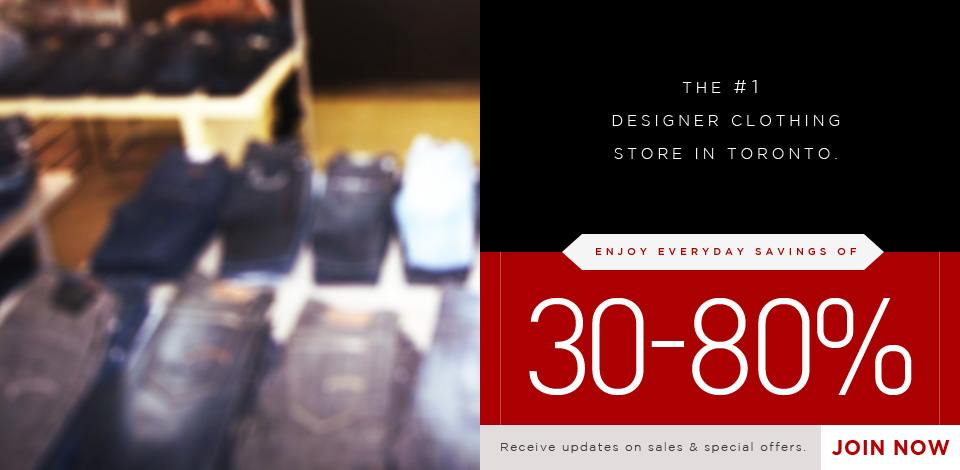 THE #1
DESIGNER CLOTHING
STORE IN TORONTO.
ENJOY EVERYDAY SAVINGS OF
30-80%
Receive updates on sales & special offers.
JOIN NOW